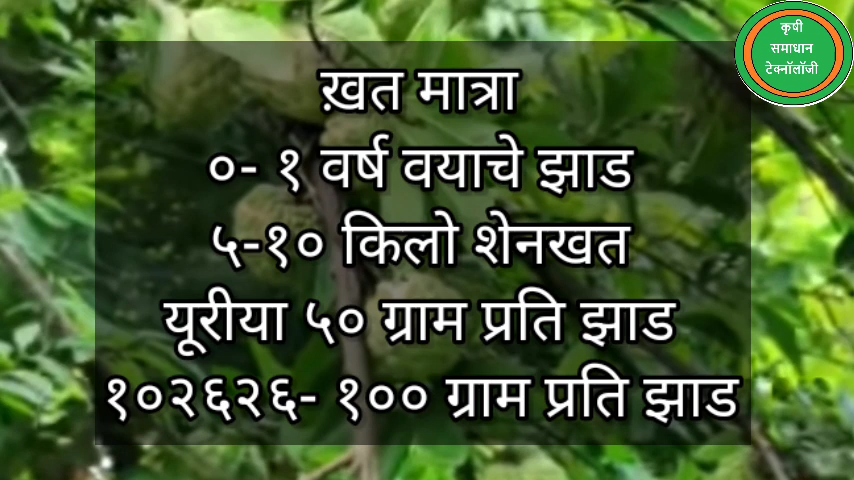 कृषी
समाधान
टेक्नॉलॉजी
ख़त मात्रा
०- १ वर्ष वयाचे झाड
५-१० किलो शेनखत
यूरीया ५० ग्राम प्रति झाड
१०२६२६- १०० ग्राम प्रति झाड